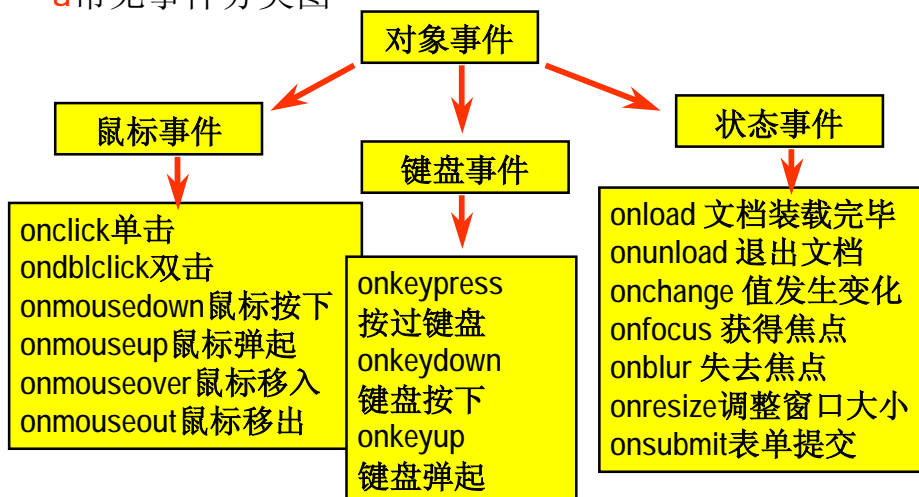 常见事件分类图
对象事件
鼠标事件
onclick单击
ondblclick双击
onmousedown鼠标按下
onmouseup鼠标弹起
onmouseover鼠标移入
onmouseout鼠标移出
键盘事件
onkeypress
按过键盘
onkeydown
键盘按下
onkeyup
键盘弹起
状态事件
onload 文档装载完毕
onunload 退出文档
onchange 值发生变化
onfocus 获得焦点
onblur 失去焦点
onresize调整窗口大小
onsubmit表单提交